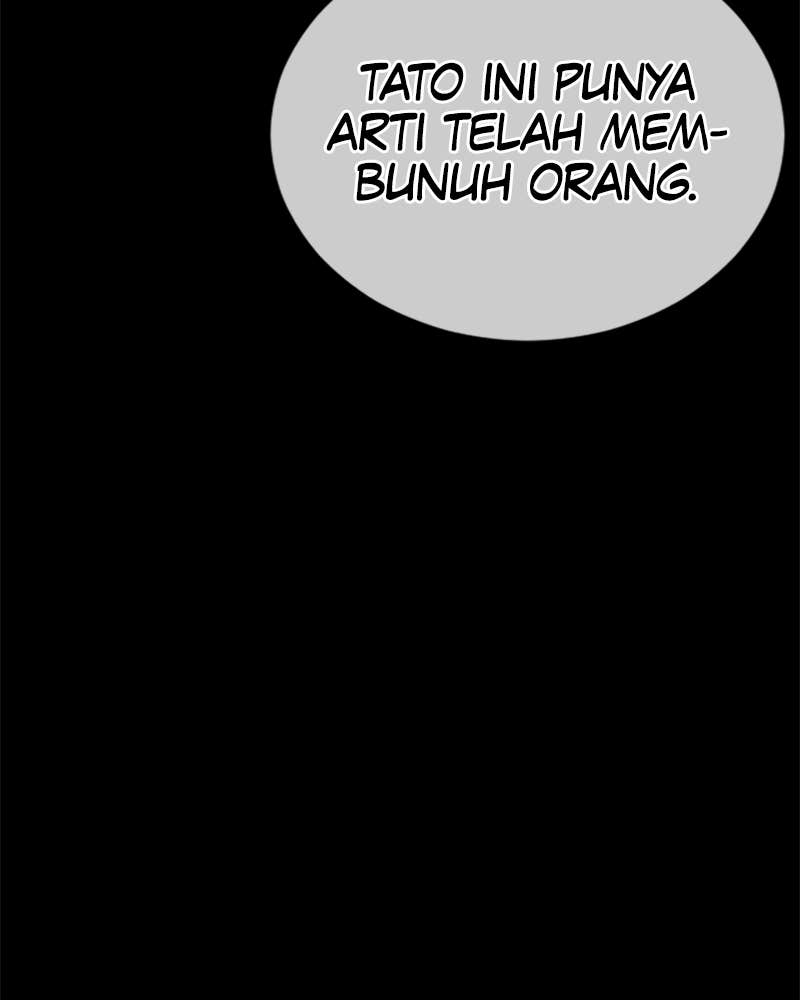 TATO INI PUNYA
ARTI TELAH MEM-
BUNUH ORANG.